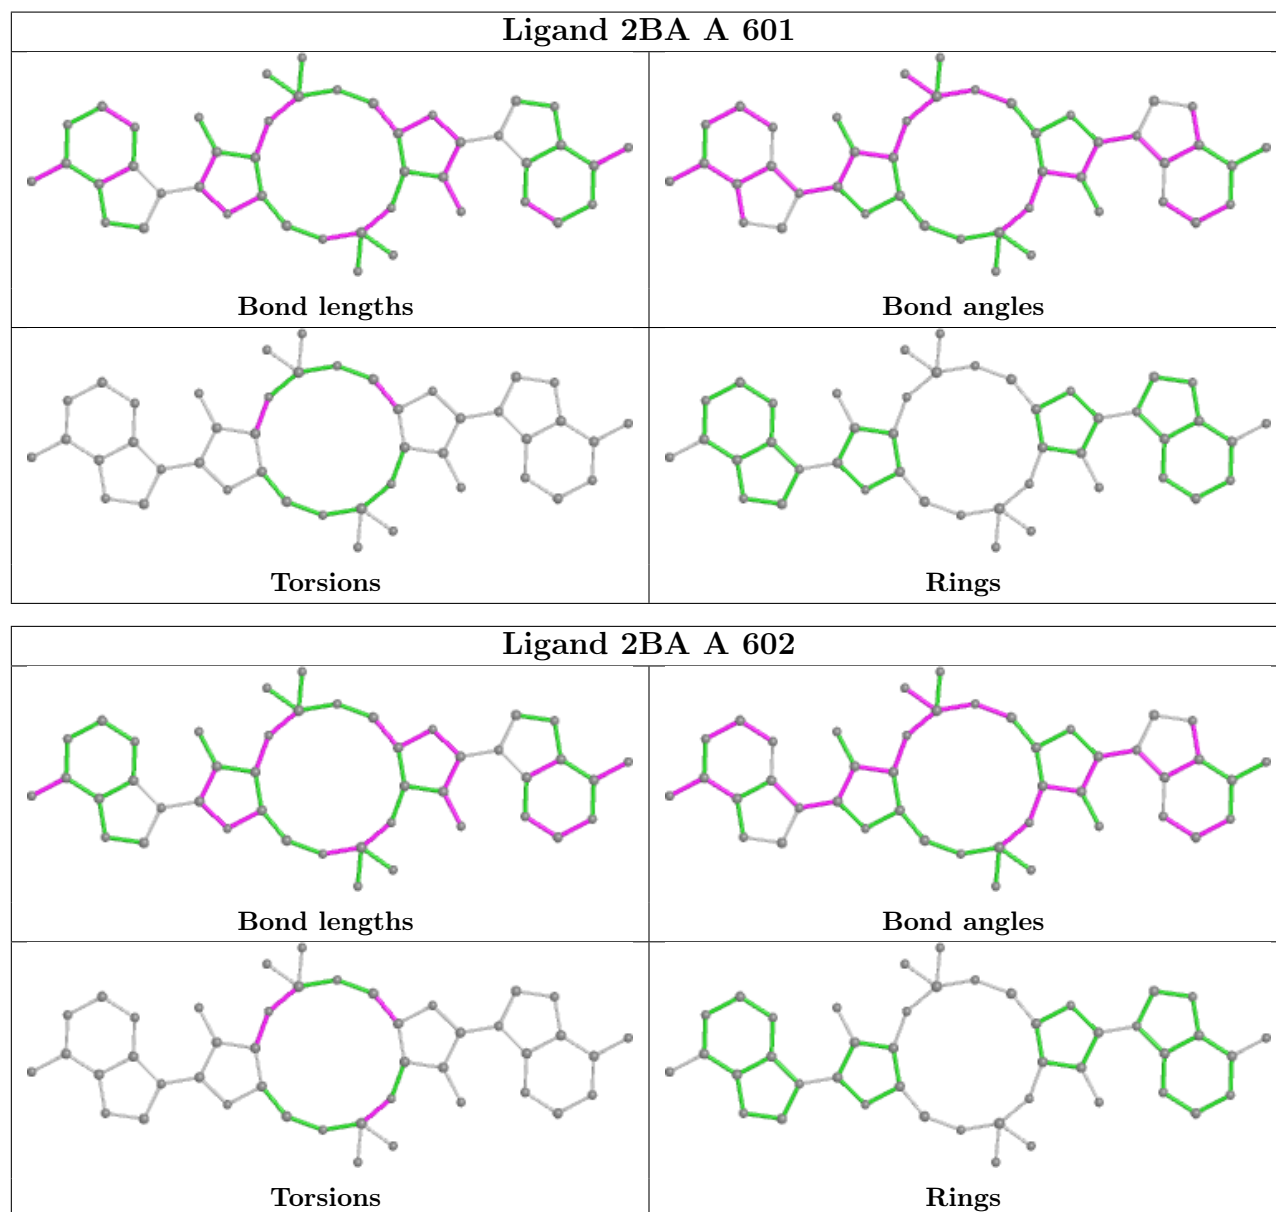 Ligand 2BA A 601
Bond lengths
Bond angles
Torsions
Rings
Ligand 2BA A 602
Bond lengths
Bond angles
Torsions
Rings